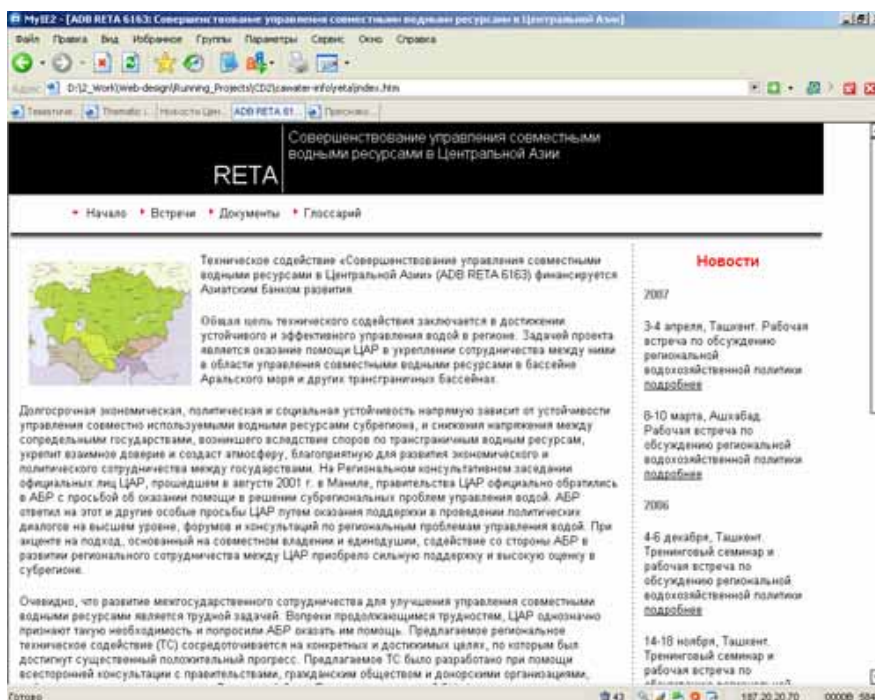 MyIE2 - [ADB RETA 6163: Совершенствование управления совместными водными ресурсами в Центральной Азии]
Файл Правка Вид Избранное Группы Параметры Сервис Окно Справка
Адрес D:\2_Work\Web-design\Running_Projects\CD2\cawater-info\reta\index.htm
Тематичес... Thematic i... Новости Цен... ADB RETA 61...
Совершенствование управления совместными
водными ресурсами в Центральной Азии
RETA
Начало Встречи Документы Глоссарий
Техническое содействие «Совершенствование управления совместными
водными ресурсами в Центральной Азии» (ADB RETA 6163) финансируется
Азиатским Банком развития
Общая цель технического содействия заключается в достижении
устойчивого и эффективного управления водой в регионе. Задачей проекта
является оказание помощи ЦАР в укреплении сотрудничества между ними
в области управления совместными водными ресурсами в бассейне
Аральского моря и других трансграничных бассейнах.
Долгосрочная экономическая, политическая и социальная устойчивость напрямую зависит от устойчивости
управления совместно используемыми водными ресурсами субрегиона, и снижения напряжения между
сопредельными государствами, возникшего вследствие споров по трансграничным водным ресурсам,
укрепит взаимное доверие и создаст атмосферу, благоприятную для развития экономического и
политического сотрудничества между государствами. На Региональном консультативном заседании
официальных лиц ЦАР, прошедшем в августе 2001 г. в Маниле, правительства ЦАР официально обратились
в АБР с просьбой об оказании помощи в решении субрегиональных проблем управления водой. АБР
ответил на этот и другие особые просьбы ЦАР путем оказания поддержки в проведении политических
диалогов на высшем уровне, форумов и консультаций по региональным проблемам управления водой. При
акценте на подход, основанный на совместном владении и единодушии, содействие со стороны АБР в
развитии регионального сотрудничества между ЦАР приобрело сильную поддержку и высокую оценку в
субрегионе.
Очевидно, что развитие межгосударственного сотрудничества для улучшения управления совместными
водными ресурсами является трудной задачей. Вопреки продолжающимся трудностям, ЦАР однозначно
признают такую необходимость и попросили АБР оказать им помощь. Предлагаемое региональное
техническое содействие (ТС) сосредоточивается на конкретных и достижимых целях, по которым был
достигнут существенный положительный прогресс. Предлагаемое ТС было разработано при помощи
всесторонней консультации с правительствами, гражданским обществом и донорскими организациями,
Новости
2007
3-4 апреля, Ташкент. Рабочая
встреча по обсуждению
региональной
водохозяйственной политики
подробнее
8-10 марта, Ашхабад.
Рабочая встреча по
обсуждению региональной
водохозяйственной политики
подробнее
2006
4-6 декабря, Ташкент.
Тренинговый семинар и
рабочая встреча по
обсуждению региональной
водохозяйственной политики
подробнее
14-18 ноября, Ташкент.
Тренинговый семинар и
рабочая встреча по
Готово 43 187.20.20.70